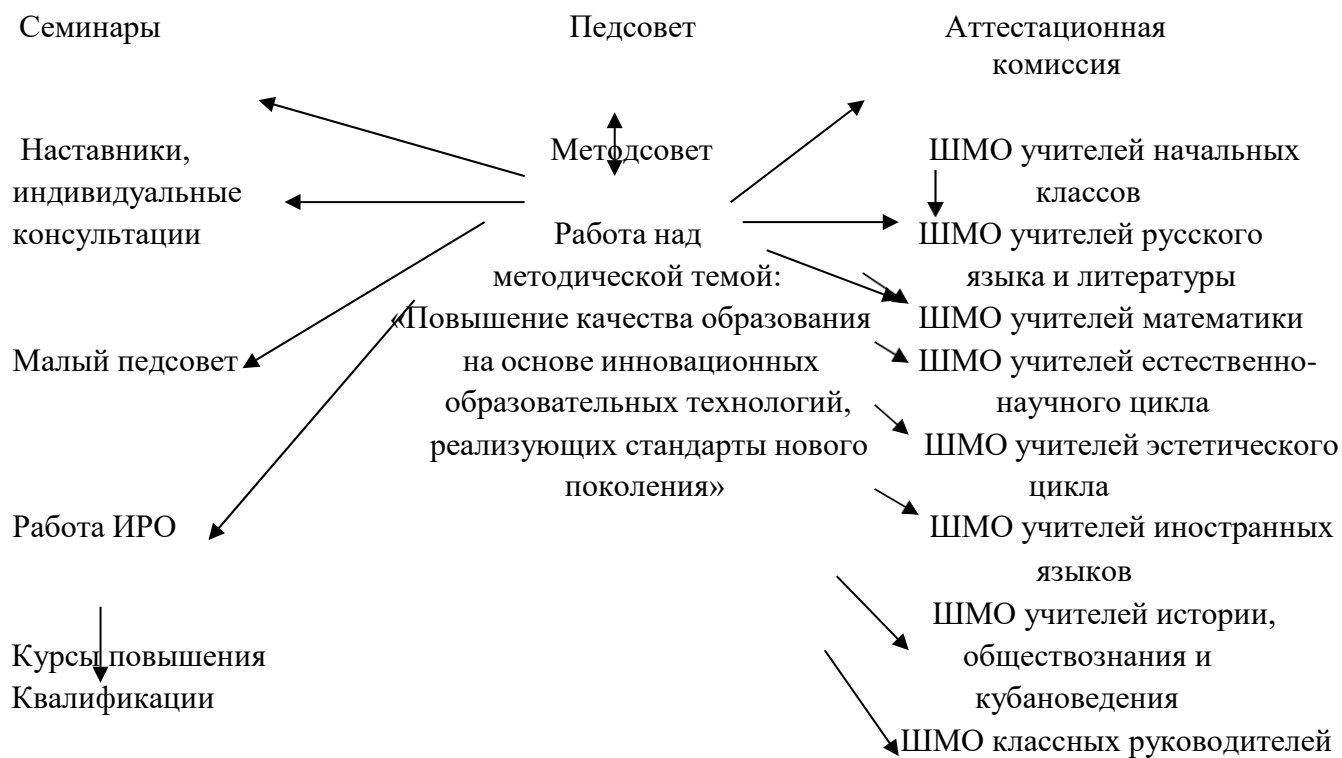 Семинары
Педсовет
Аттестационная
комиссия
Наставники,
индивидуальные
консультации
Методсовет
ШМО учителей начальных
классов
Работа над
методической темой:
«Повышение качества образования
на основе инновационных
образовательных технологий,
реализующих стандарты нового
поколения»
ШМО учителей русского
языка и литературы
ШМО учителей математики
Малый педсовет
ШМО учителей естественно-
научного цикла
ШМО учителей эстетического
цикла
Работа ИРО
ШМО учителей иностранных
языков
ШМО учителей истории,
обществознания и
кубановедения
Курсы повышения
Квалификации
ШМО классных руководителей